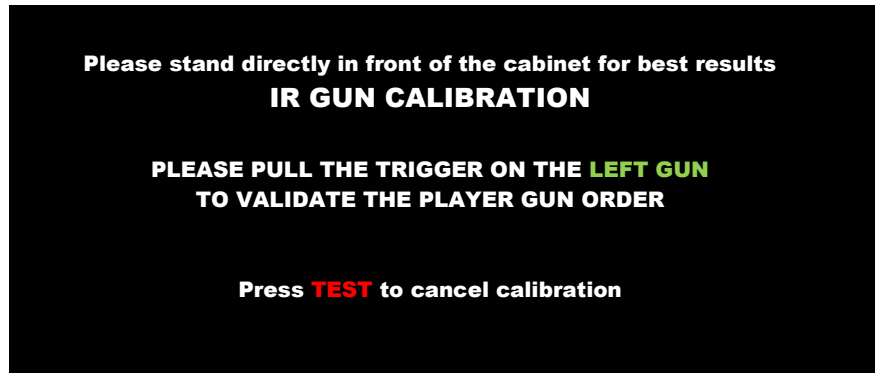 Please stand directly in front of the cabinet for best results
IR GUN CALIBRATION
PLEASE PULL THE TRIGGER ON THE LEFT GUN
TO VALIDATE THE PLAYER GUN ORDER
Press TEST to cancel calibration